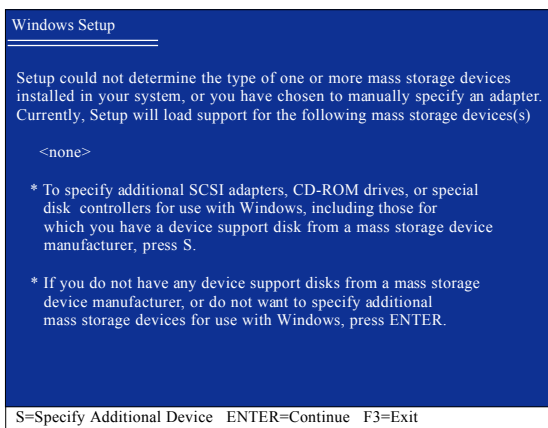 Windows Setup
Setup could not determine the type of one or more mass storage devices
installed in your system, or you have chosen to manually specify an adapter.
Currently, Setup will load support for the following mass storage devices(s)
<none>
* To specify additional SCSI adapters, CD-ROM drives, or special
disk controllers for use with Windows, including those for
which you have a device support disk from a mass storage device
manufacturer, press S.
* If you do not have any device support disks from a mass storage
device manufacturer, or do not want to specify additional
mass storage devices for use with Windows, press ENTER.
S=Specify Additional Device ENTER=Continue F3=Exit